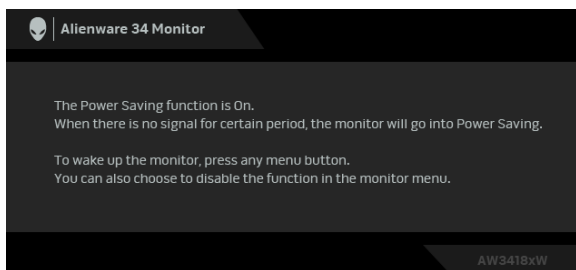 Alienware 34 Monitor
The Power Saving function is On.
When there is no signal for certain period, the monitor will go into Power Saving.
To wake up the monitor, press any menu button.
You can also choose to disable the function in the monitor menu.
AW3418xW